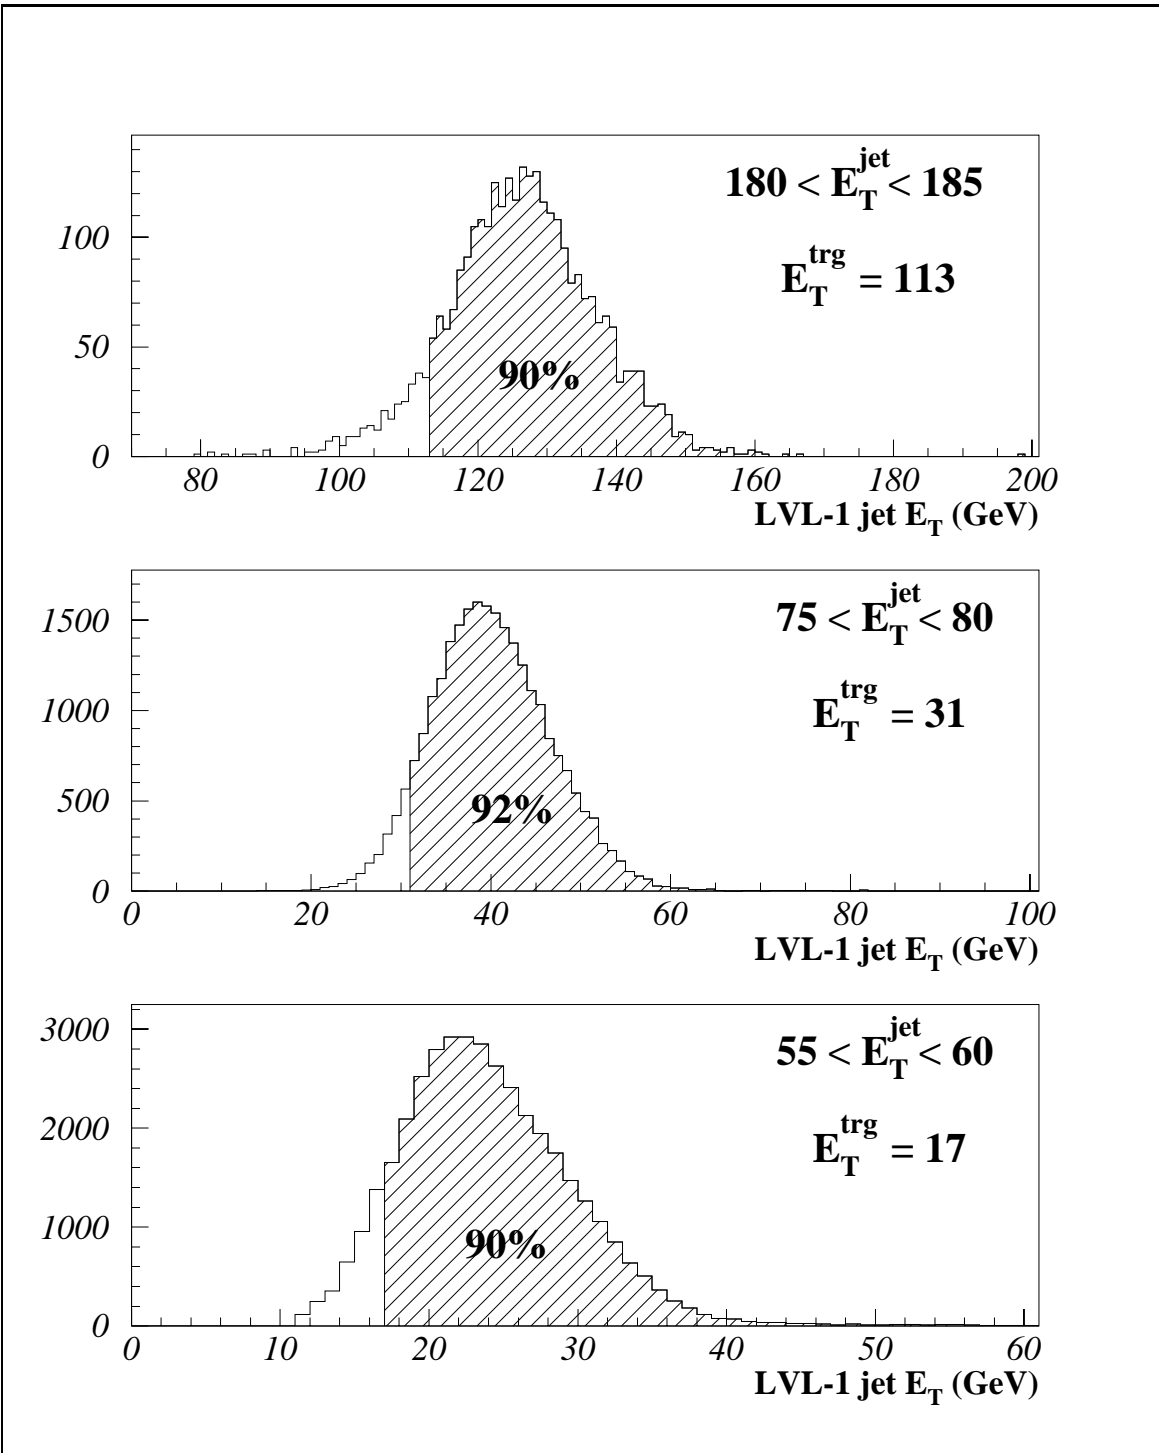 180 < E_T^jet < 185
E_T^trg = 113
100
50
0
90%
80 100 120 140 160 180 200
LVL-1 jet E_T (GeV)
75 < E_T^jet < 80
E_T^trg = 31
1500
1000
500
0
92%
0 20 40 60 80 100
LVL-1 jet E_T (GeV)
55 < E_T^jet < 60
E_T^trg = 17
3000
2000
1000
0
90%
0 10 20 30 40 50 60
LVL-1 jet E_T (GeV)